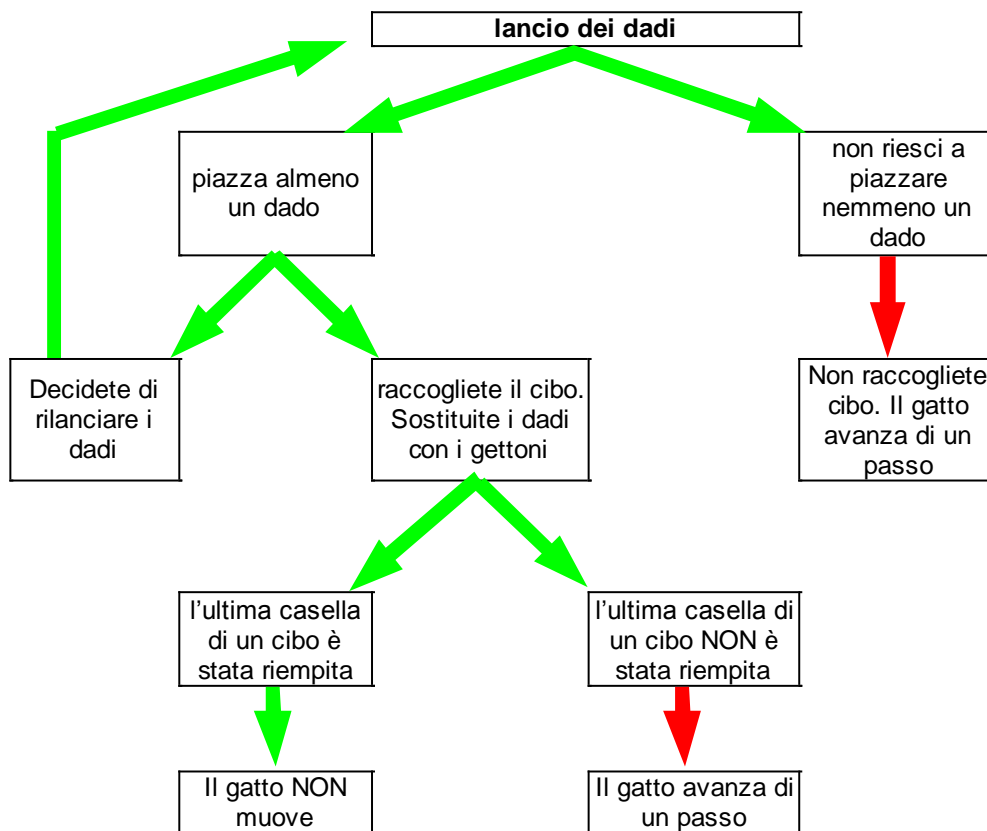 lancio dei dadi
piazza almeno
un dado
non riesci a
piazzare
nemmeno un
dado
Decidete di
rilanciare i
dadi
raccogliete il cibo.
Sostituite i dadi
con i gettoni
Non raccogliete
cibo. Il gatto
avanza di un
passo
l'ultima casella
di un cibo è
stata riempita
l'ultima casella di
un cibo NON è
stata riempita
Il gatto NON
muove
Il gatto avanza di
un passo